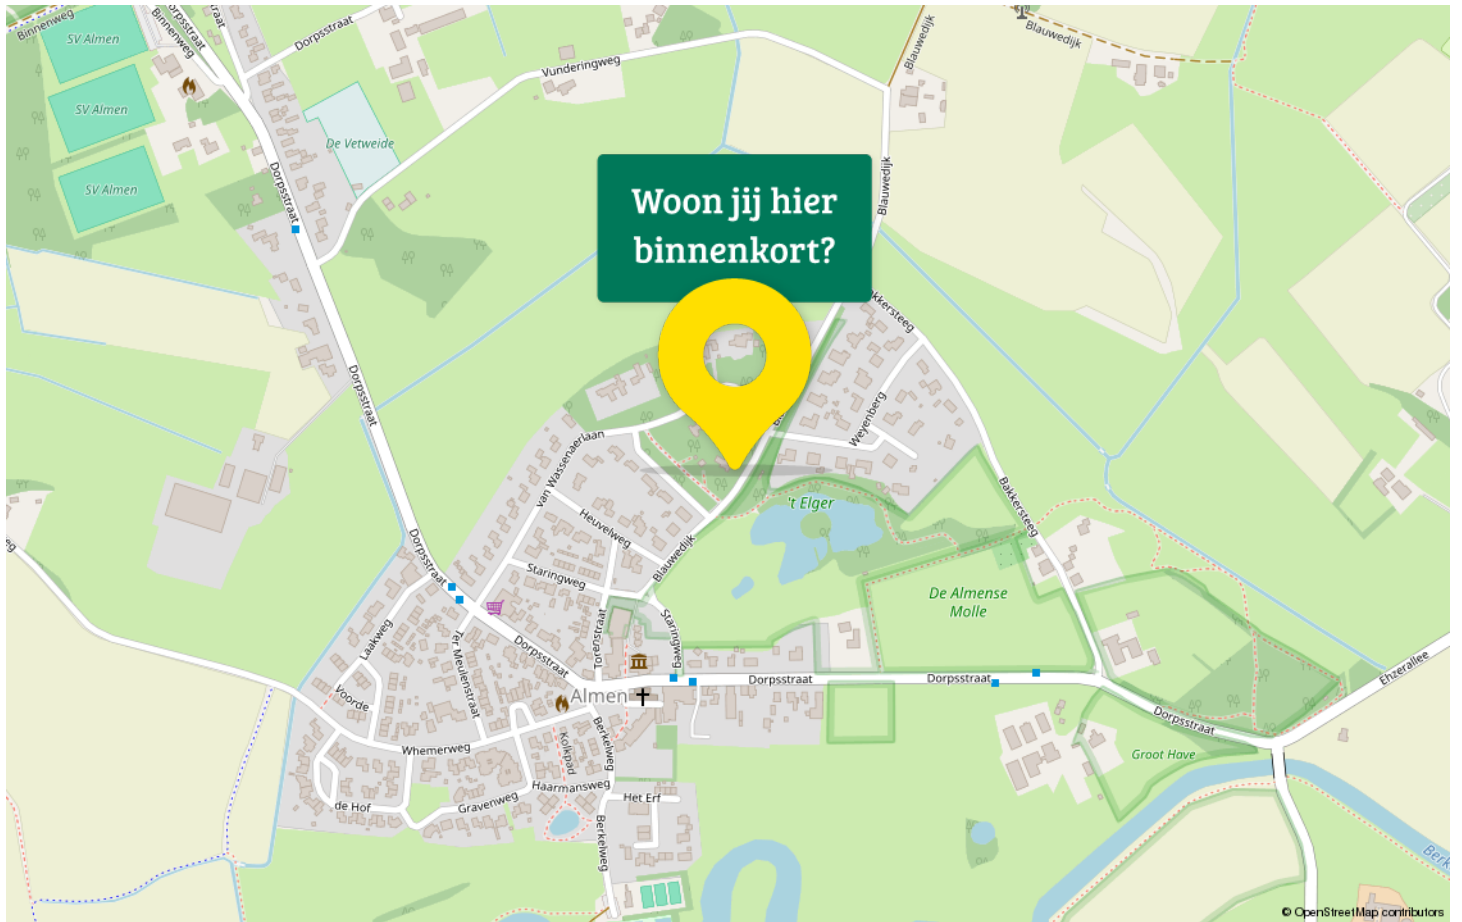 Binnenweg
Dorpsstraat
SV Almen
Binnenweg
Dorpsstraat
Blauwedijk
Blauwedijk
Vunderingweg
SV Almen
De Vetweide
SV Almen
Dorpsstraat
Blauwedijk
Woon jij hier
binnenkort?
Dorpsstraat
Weyenberg
van Wassenaerlaan
Bakkersteeg
't Elger
Heuvelweg
Dorpsstraat
Blauwedijk
Staringweg
De Almense
Molle
Laakweg
Ter Meulenstraat
Torenstraat
Staringweg
Dorpsstraat
Dorpsstraat
Dorpsstraat
Ehzerallee
Almen
Voorde
Dorpsstraat
Whemerweg
Kolkpad
Berkelweg
Groot Have
Haarmansweg
Het Erf
de Hof
Gravenweg
Berkelweg
© OpenStreetMap contributors